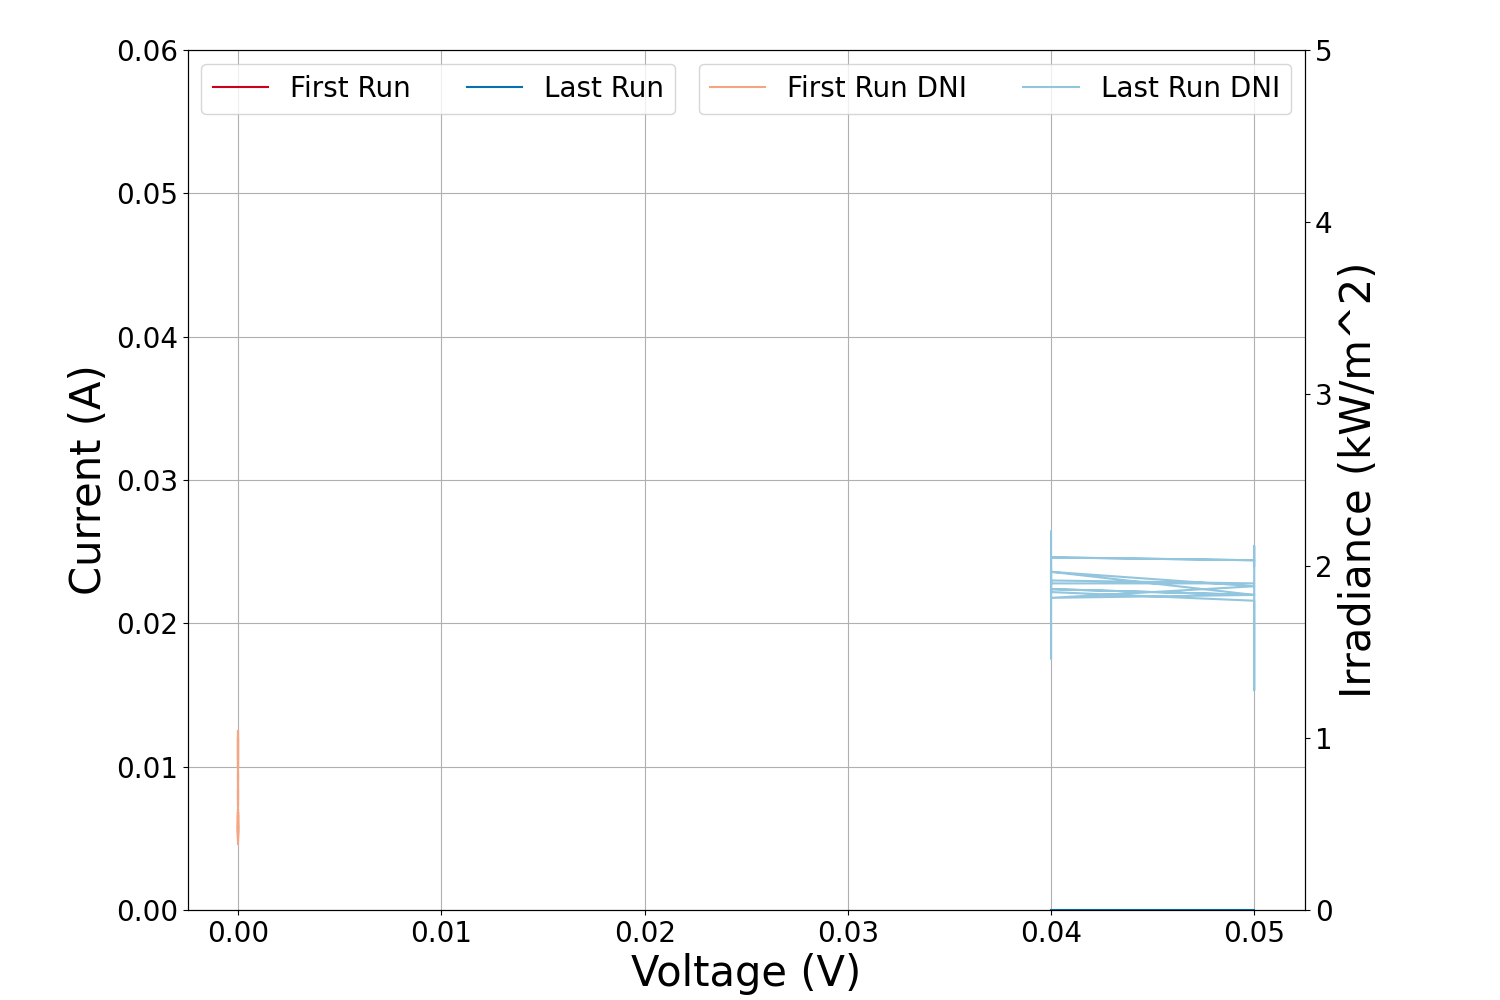 First Run
Last Run
First Run DNI
Last Run DNI
0.06
0.05
0.04
0.03
0.02
0.01
0.00
Current (A)
5
4
3
2
1
0
Irradiance (kW/m^2)
0.00 0.01 0.02 0.03 0.04 0.05
Voltage (V)